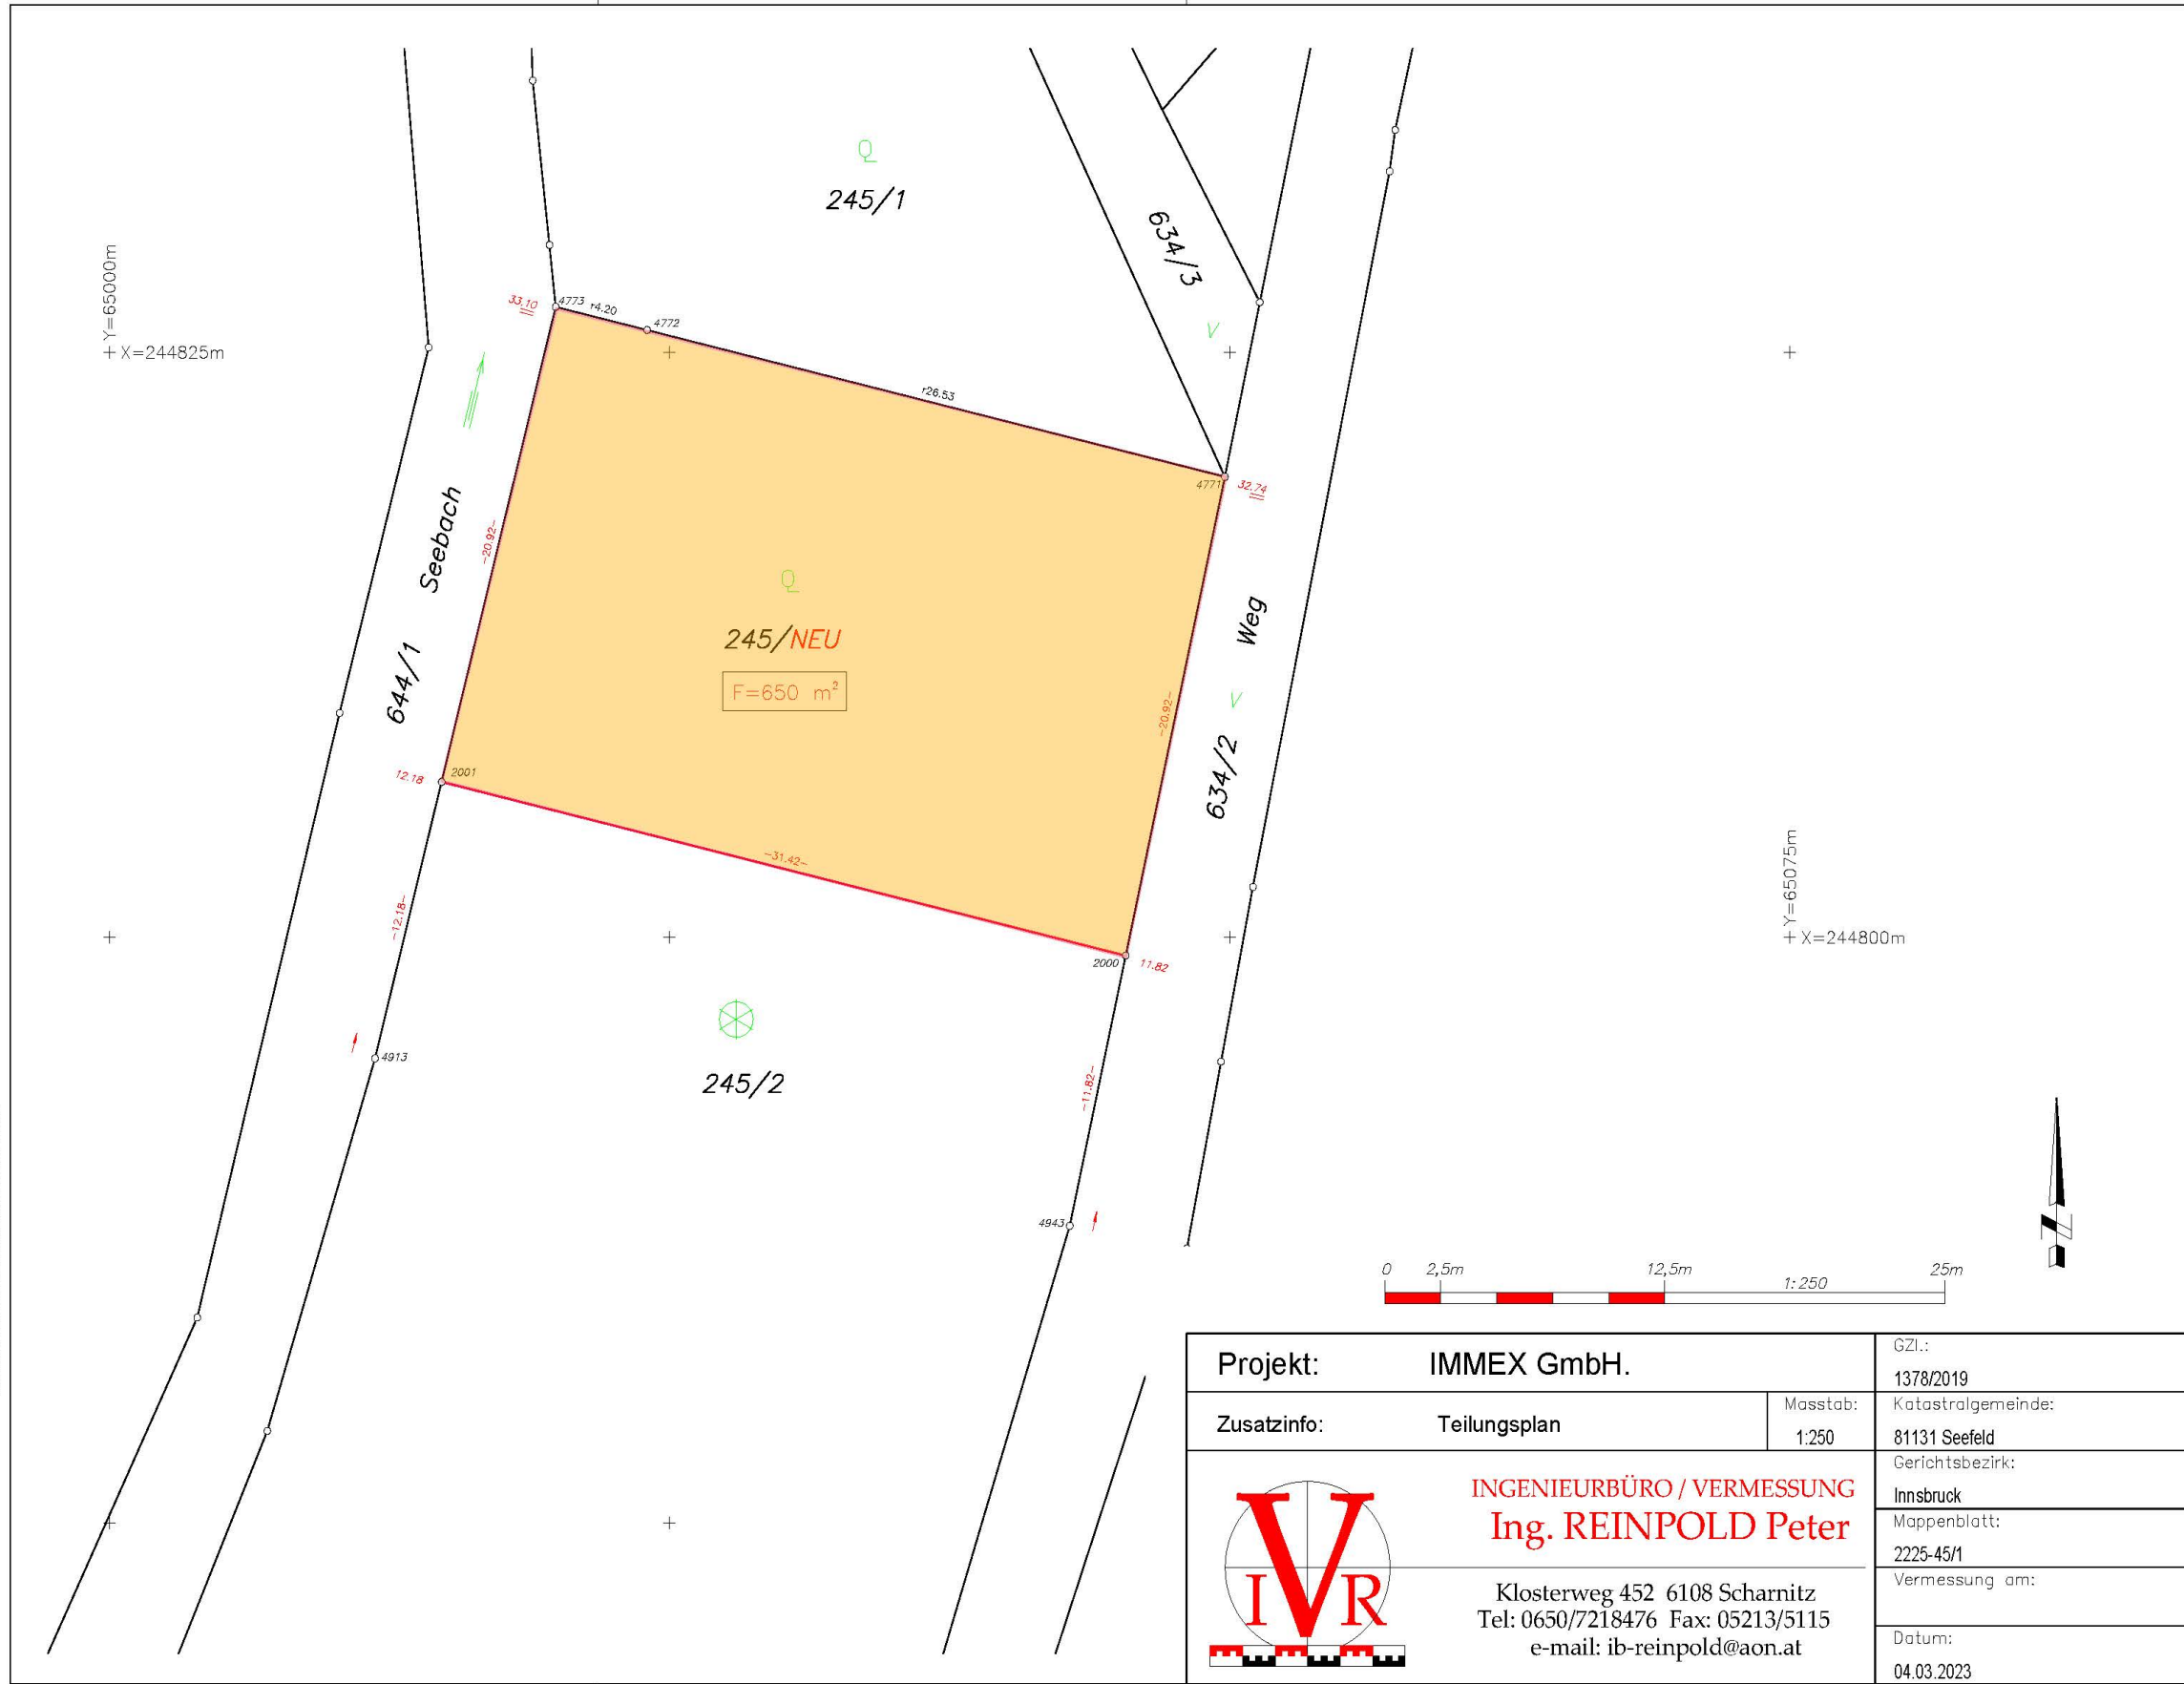 245/1
634/3
Y=65000m
X=244825m
33.10
4773
r4.20
4772
r26.53
4771
32.74
Seebach
-20.92-
644/1
Q
245/NEU
F=650 m²
Weg
-20.92-
V
634/2
12.18
2001
-31.42-
2000
11.82
Y=65075m
X=244800m
-12.18-
4913
245/2
-11.82-
4943
Q
V
0 2,5m 12,5m 1:250 25m
N
Projekt: IMMEX GmbH.
Zusatzinfo: Teilungsplan
Masstab:
1:250
GZl.:
1378/2019
Katastralgemeinde:
81131 Seefeld
Gerichtsbezirk:
Innsbruck
Mappenblatt:
2225-45/1
Vermessung am:
Datum:
04.03.2023
IVR
INGENIEURBÜRO / VERMESSUNG
Ing. REINPOLD Peter
Klosterweg 452 6108 Scharnitz
Tel: 0650/7218476 Fax: 05213/5115
e-mail: ib-reinpold@aon.at